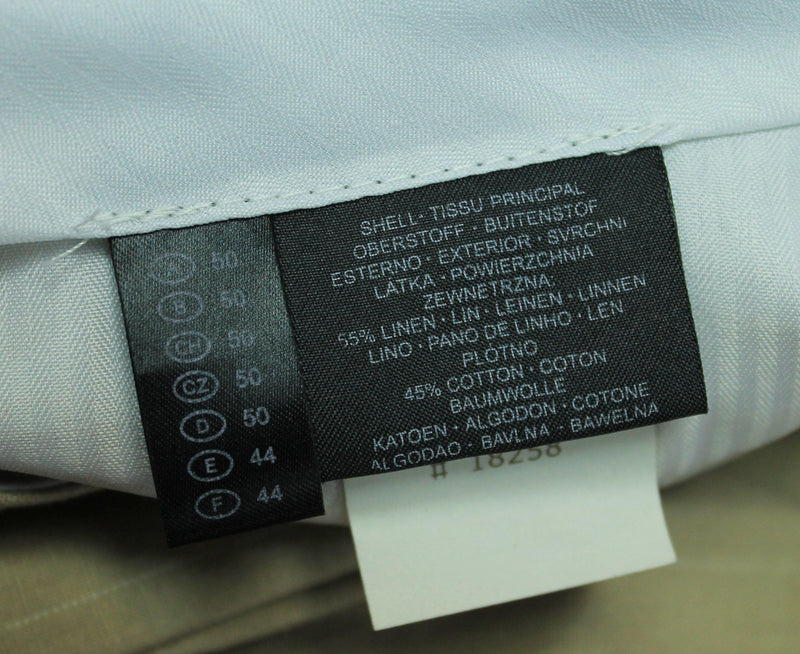 A 50
B 50
CH 50
CZ 50
D 50
E 44
F 44
SHELL · TISSU PRINCIPAL
OBERSTOFF · BUITENSTOF
ESTERNO · EXTERIOR · SVRCHNI
LÁTKA · POWIERZCHNIA
ZEWNETRZNA:
55% LINEN · LIN · LEINEN · LINNEN
LINO · PANO DE LINHO · LEN
PLÓTNO
45% COTTON · COTON
BAUMWOLLE
KATOEN · ALGODON · COTONE
ALGODAO · BAVLNA · BAWELNA
# 18258